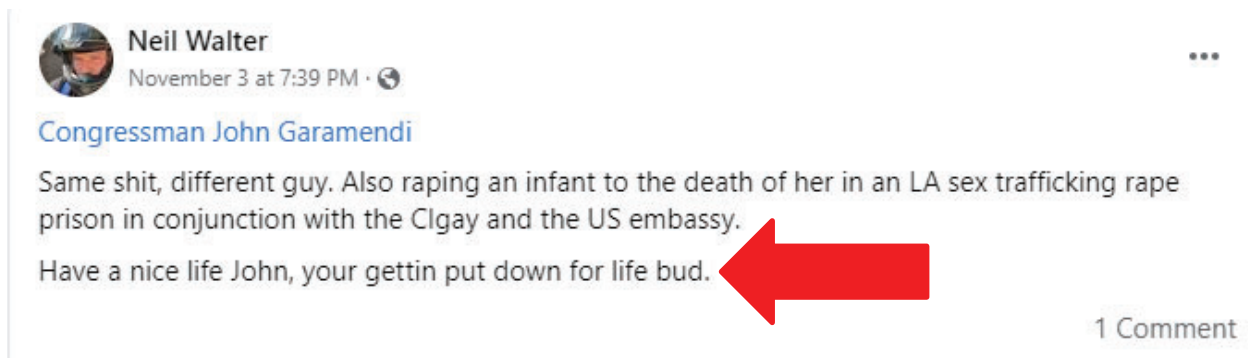 Neil Walter
November 3 at 7:39 PM ·
Congressman John Garamendi
Same shit, different guy. Also raping an infant to the death of her in an LA sex trafficking rape
prison in conjunction with the CIgay and the US embassy.
Have a nice life John, your gettin put down for life bud.
1 Comment